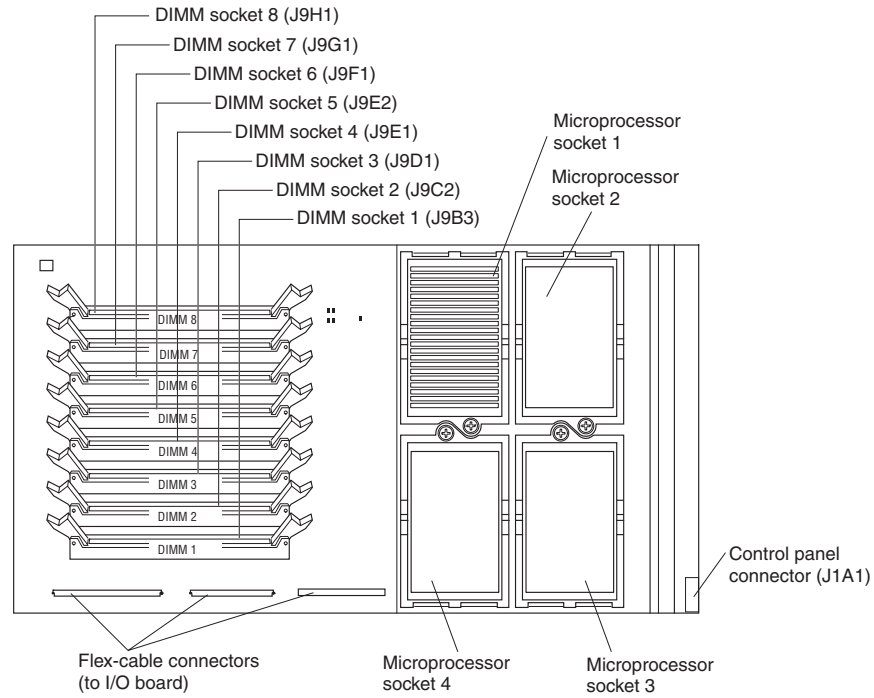 DIMM socket 8 (J9H1)
DIMM socket 7 (J9G1)
DIMM socket 6 (J9F1)
DIMM socket 5 (J9E2)
DIMM socket 4 (J9E1)
DIMM socket 3 (J9D1)
DIMM socket 2 (J9C2)
DIMM socket 1 (J9B3)
Microprocessor
socket 1
Microprocessor
socket 2
DIMM 8
DIMM 7
DIMM 6
DIMM 5
DIMM 4
DIMM 3
DIMM 2
DIMM 1
Control panel
connector (J1A1)
Flex-cable connectors
(to I/O board)
Microprocessor
socket 4
Microprocessor
socket 3